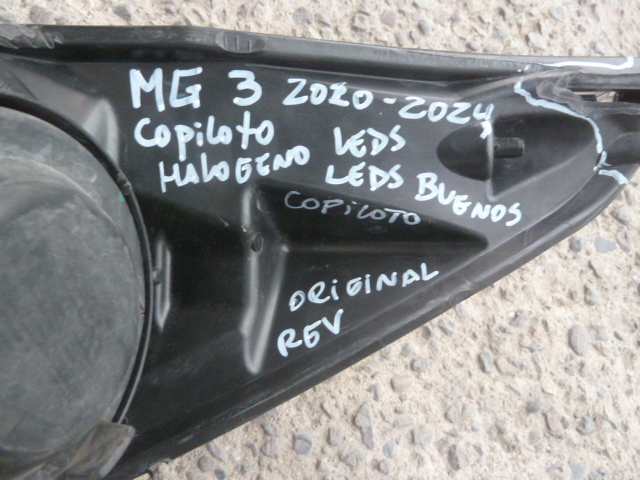 MG 3 2020-2024
COPiLOTO LEDS
HALOGENO LEDS BUENOS
COPiLOTO
ORiGINAL
REV